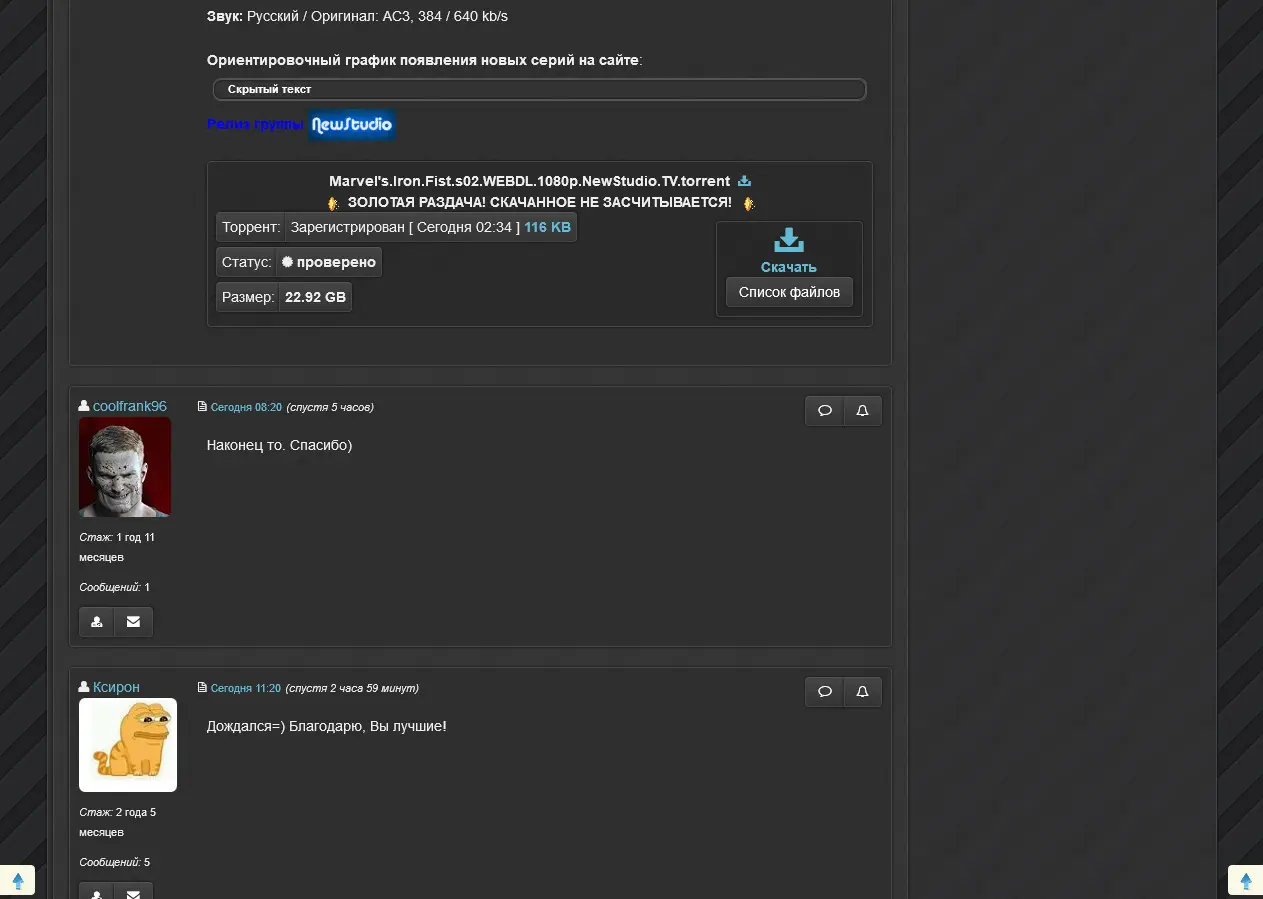 Звук: Русский / Оригинал: AC3, 384 / 640 kb/s
Ориентировочный график появления новых серий на сайте:
Скрытый текст
Релиз группы NewStudio
Marvel's.Iron.Fist.s02.WEBDL.1080p.NewStudio.TV.torrent
ЗОЛОТАЯ РАЗДАЧА! СКАЧАННОЕ НЕ ЗАСЧИТЫВАЕТСЯ!
Торрент: Зарегистрирован [ Сегодня 02:34 ] 116 KB
Статус: проверено
Размер: 22.92 GB
Скачать
Список файлов
coolfrank96
Сегодня 08:20 (спустя 5 часов)
Наконец то. Спасибо)
Стаж: 1 год 11
месяцев
Сообщений: 1
Ксирон
Сегодня 11:20 (спустя 2 часа 59 минут)
Дождался=) Благодарю, Вы лучшие!
Стаж: 2 года 5
месяцев
Сообщений: 5